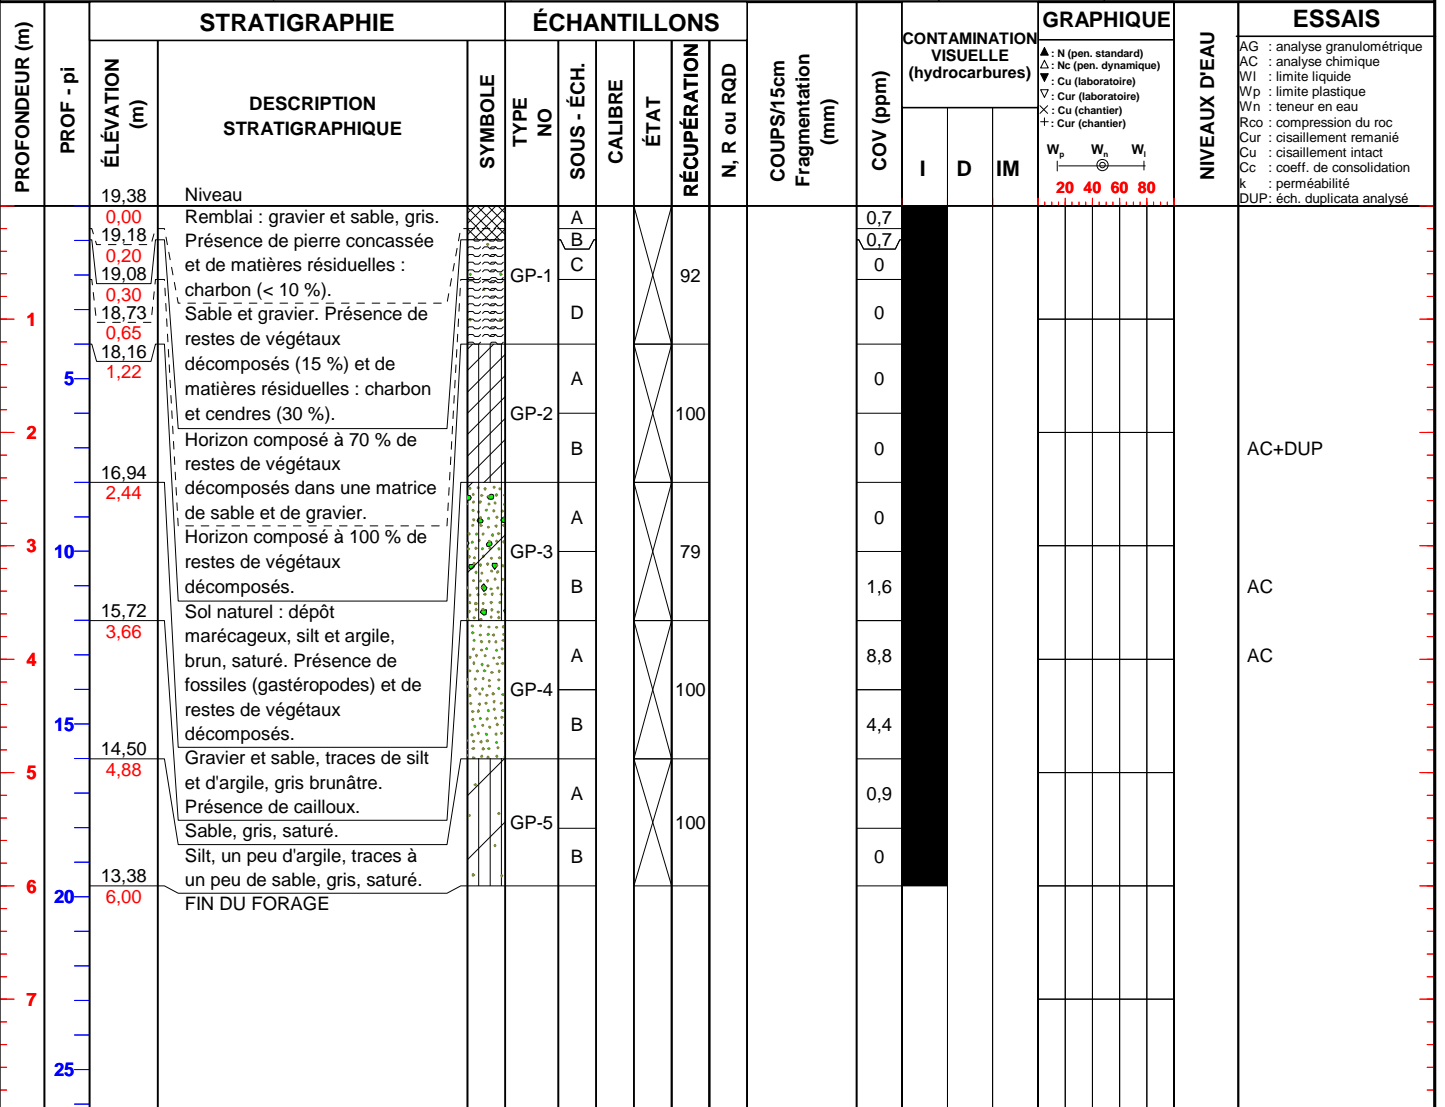 PROFONDEUR (m)
PROF - pi
STRATIGRAPHIE
ÉLÉVATION (m)
DESCRIPTION
STRATIGRAPHIQUE
SYMBOLE
ÉCHANTILLONS
TYPE NO
SOUS - ÉCH.
CALIBRE
ÉTAT
RÉCUPÉRATION
N, R ou RQD
COUPS/15cm
Fragmentation
(mm)
COV (ppm)
CONTAMINATION
VISUELLE
(hydrocarbures)
I D IM
GRAPHIQUE
▲ : N (pen. standard)
△ : Nc (pen. dynamique)
▼ : Cu (laboratoire)
▽ : Cur (laboratoire)
× : Cu (chantier)
+ : Cur (chantier)
Wp Wn Wl
20 40 60 80
NIVEAUX D'EAU
ESSAIS
AG : analyse granulométrique
AC : analyse chimique
Wl : limite liquide
Wp : limite plastique
Wn : teneur en eau
Rco : compression du roc
Cur : cisaillement remanié
Cu : cisaillement intact
Cc : coeff. de consolidation
k : perméabilité
DUP: éch. duplicata analysé
19,38 Niveau
0,00 Remblai : gravier et sable, gris.
19,18 Présence de pierre concassée
0,20 et de matières résiduelles :
19,08 charbon (< 10 %).
0,30
18,73 Sable et gravier. Présence de
0,65 restes de végétaux
18,16 décomposés (15 %) et de
1,22 matières résiduelles : charbon
et cendres (30 %).
Horizon composé à 70 % de
restes de végétaux
16,94 décomposés dans une matrice
2,44 de sable et de gravier.
Horizon composé à 100 % de
restes de végétaux
décomposés.
15,72 Sol naturel : dépôt
3,66 marécageux, silt et argile,
brun, saturé. Présence de
fossiles (gastéropodes) et de
restes de végétaux
décomposés.
14,50 Gravier et sable, traces de silt
4,88 et d'argile, gris brunâtre.
Présence de cailloux.
Sable, gris, saturé.
Silt, un peu d'argile, traces à
13,38 un peu de sable, gris, saturé.
6,00 FIN DU FORAGE
GP-1 92
A 0,7
B 0,7
C 0
D 0
GP-2 100
A 0
B 0 AC+DUP
GP-3 79
A 0
B 1,6 AC
GP-4 100
A 8,8 AC
B 4,4
GP-5 100
A 0,9
B 0
1
2
3
4
5
6
7
5
10
15
20
25